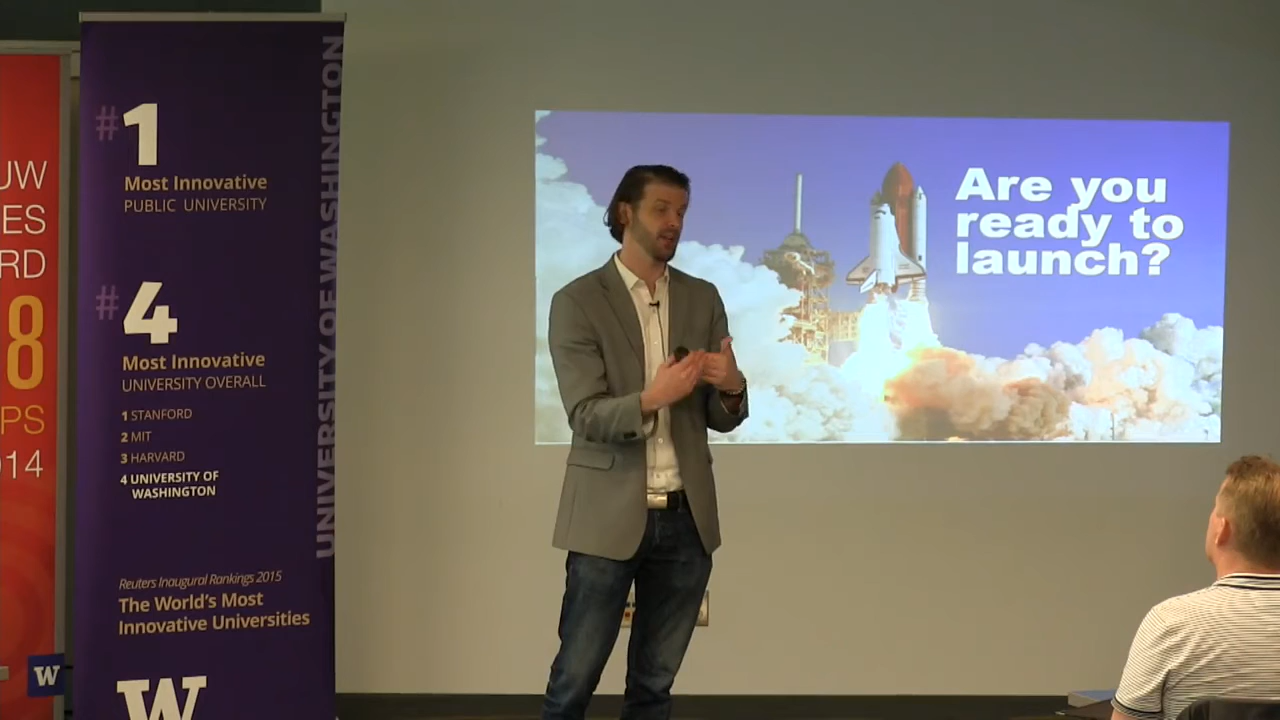 UW
ES
RD
8
PS
14
W
#1
Most Innovative
PUBLIC UNIVERSITY
#4
Most Innovative
UNIVERSITY OVERALL
1 STANFORD
2 MIT
3 HARVARD
4 UNIVERSITY OF
WASHINGTON
Reuters Inaugural Rankings 2015
The World's Most
Innovative Universities
W
UNIVERSITY OF WASHINGTON
Are you
ready to
launch?